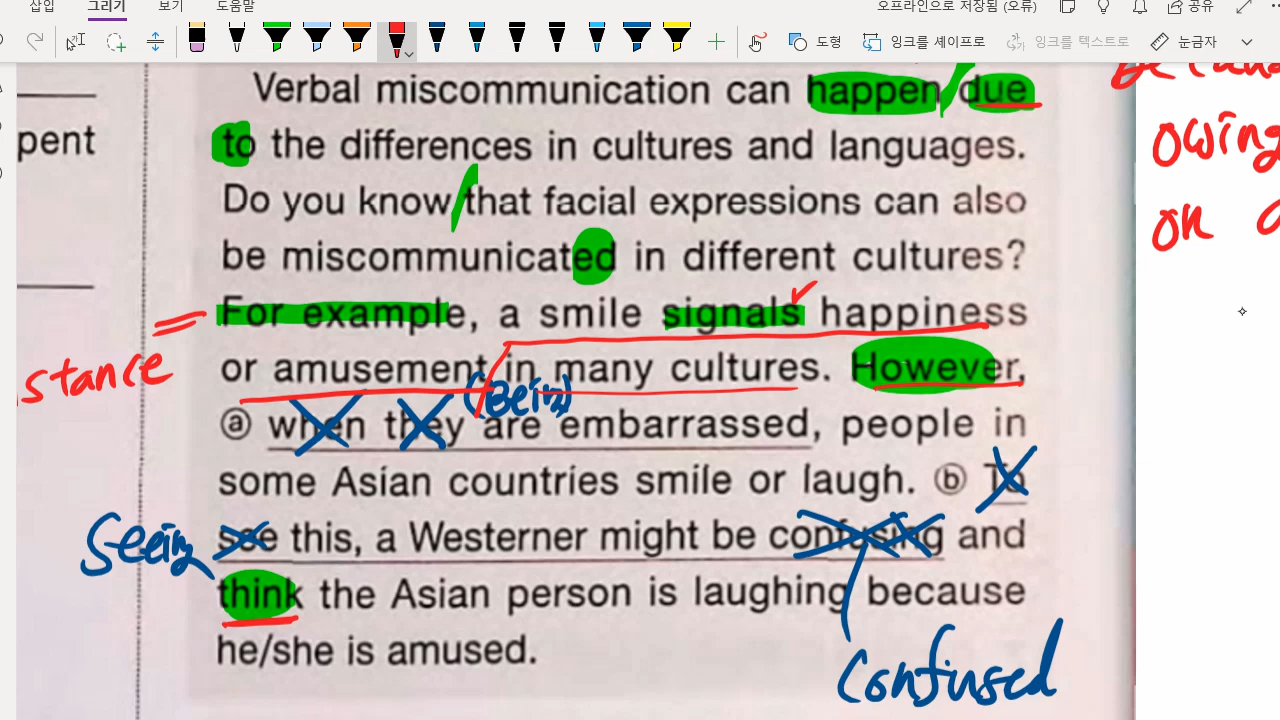 삽입 그리기 보기 도움말 오프라인으로 저장됨 (오류) 공유
도형 잉크를 셰이프로 잉크를 텍스트로 눈금자
Verbal miscommunication can happen due
to the differences in cultures and languages.
pent
owing
Do you know that facial expressions can also
on
be miscommunicated in different cultures?
For example, a smile signals happiness
or amusement in many cultures. However,
stance
(Being)
ⓐ when they are embarrassed, people in
some Asian countries smile or laugh. ⓑ To
Seeing
see this, a Westerner might be confusing and
think the Asian person is laughing because
he/she is amused.
Confused